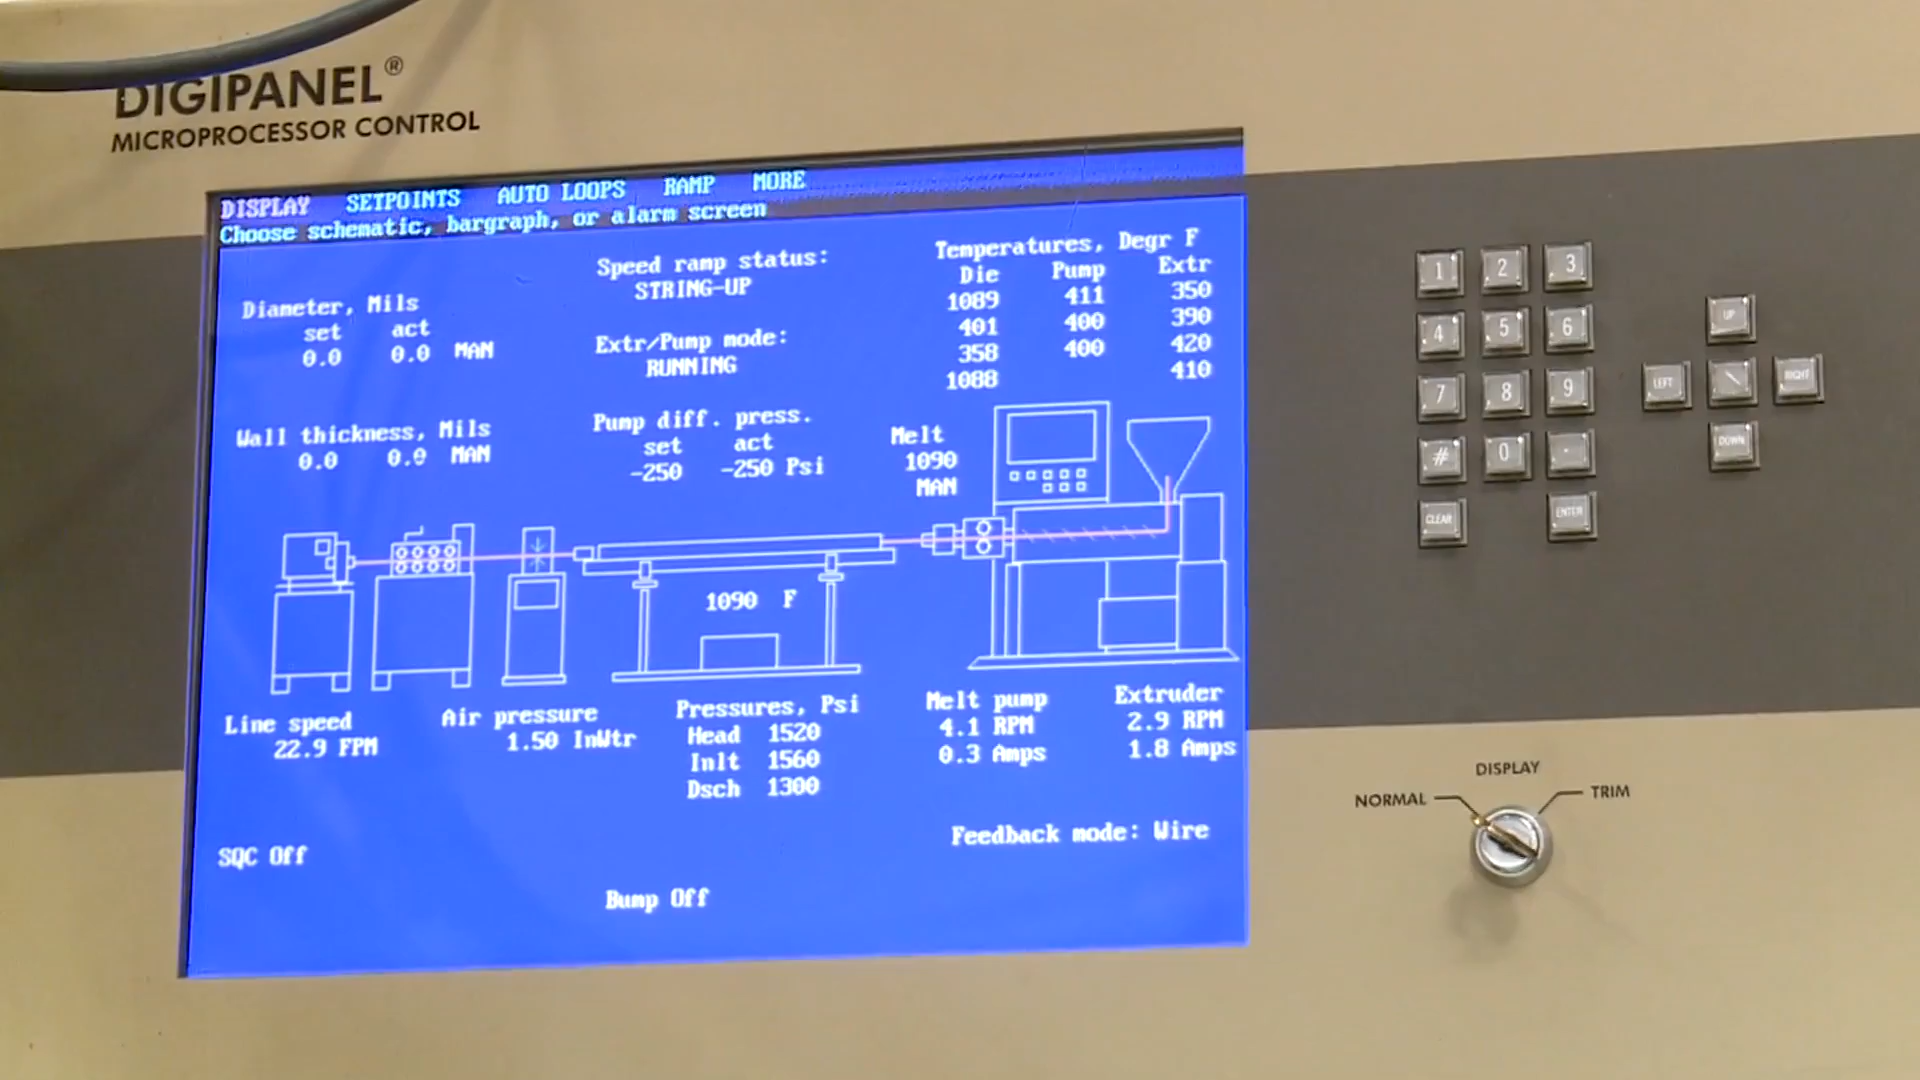 DIGIPANEL®
MICROPROCESSOR CONTROL
DISPLAY SETPOINTS AUTO LOOPS RAMP MORE
Choose schematic, bargraph, or alarm screen
Diameter, Mils
set act
0.0 0.0 MAN
Wall thickness, Mils
0.0 0.0 MAN
Speed ramp status:
STRING-UP
Extr/Pump mode:
RUNNING
Pump diff. press.
set act
-250 -250 Psi
Temperatures, Degr F
Die Pump Extr
1089 411 350
401 400 390
358 400 420
1088 410
Melt
1090
MAN
1090 F
Line speed
22.9 FPM
Air pressure
1.50 InWtr
Pressures, Psi
Head 1520
Inlt 1560
Dsch 1300
Melt pump
4.1 RPM
0.3 Amps
Extruder
2.9 RPM
1.8 Amps
Feedback mode: Wire
SQC Off
Bump Off
1 2 3
4 5 6
7 8 9
# 0 .
CLEAR ENTER
UP
LEFT RIGHT
DOWN
DISPLAY
NORMAL TRIM